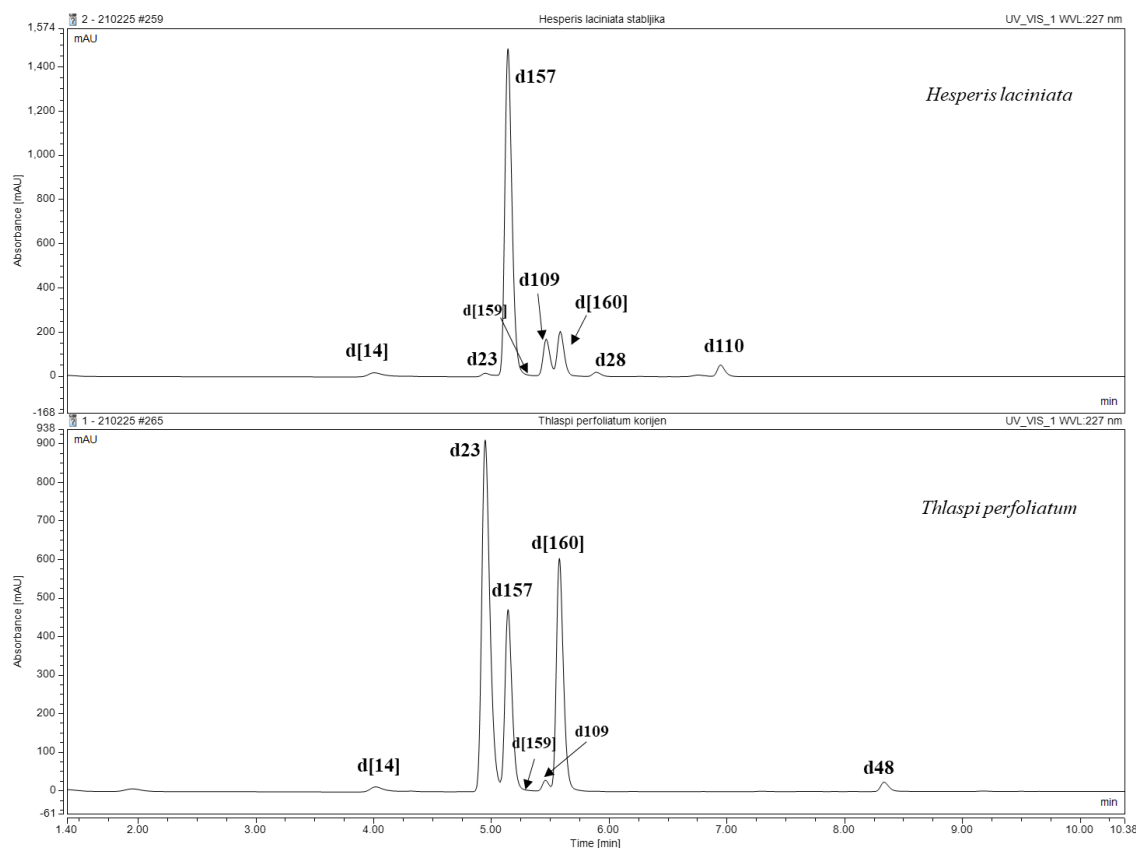 2 - 210225 #259 Hesperis laciniata stabljika UV_VIS_1 WVL:227 nm
1,574
mAU
1,400
1,200
1,000
800
600
400
200
0
-168
Absorbance [mAU]
d157
Hesperis laciniata
d109
d[159]
d[160]
d[14]
d23
d28
d110
min
1 - 210225 #265 Thlaspi perfoliatum korijen UV_VIS_1 WVL:227 nm
938
mAU
900
800
700
600
500
400
300
200
100
0
-61
Absorbance [mAU]
d23
Thlaspi perfoliatum
d[160]
d157
d[159]
d109
d[14]
d48
min
1.40 2.00 3.00 4.00 5.00 6.00 7.00 8.00 9.00 10.00 10.38
Time [min]